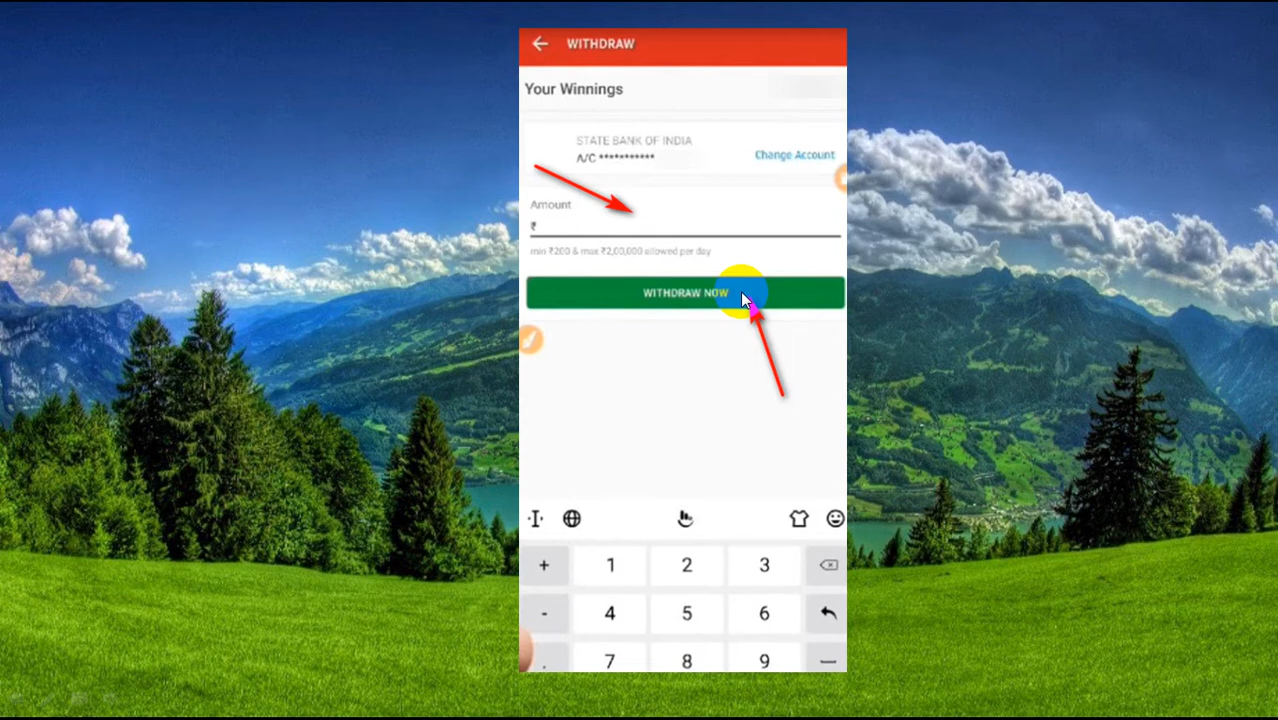 WITHDRAW
Your Winnings
STATE BANK OF INDIA
A/C ***********
Change Account
Amount
₹
min ₹200 & max ₹2,00,000 allowed per day
WITHDRAW NOW
+ 1 2 3
- 4 5 6
. 7 8 9